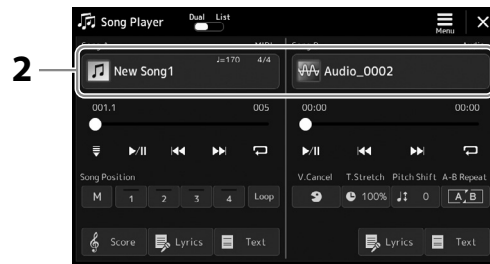 Song Player
Dual List
Menu
2
New Song1
♩=170 4/4
Audio_0002
001.1 005
00:00 00:00
Song Position
V.Cancel T.Stretch Pitch Shift A-B Repeat
M 1 2 3 4 Loop
100% 0 A B
Score Lyrics Text
Lyrics Text